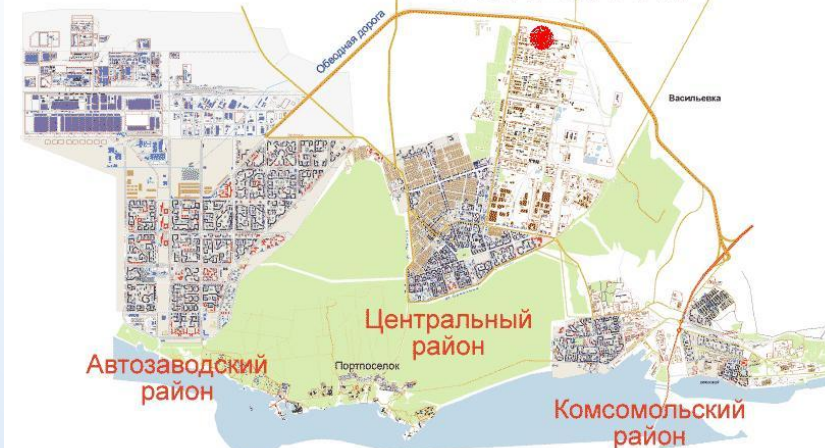 Обводная дорога
Васильевка
Центральный
район
Портпоселок
Автозаводский
район
Комсомольский
район